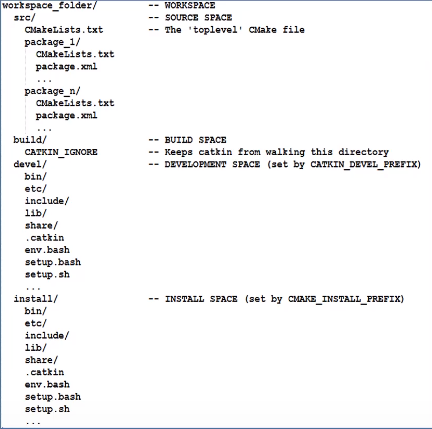 workspace_folder/ -- WORKSPACE
src/ -- SOURCE SPACE
CMakeLists.txt -- The 'toplevel' CMake file
package_1/
CMakeLists.txt
package.xml
...
package_n/
CMakeLists.txt
package.xml
...
build/ -- BUILD SPACE
CATKIN_IGNORE -- Keeps catkin from walking this directory
devel/ -- DEVELOPMENT SPACE (set by CATKIN_DEVEL_PREFIX)
bin/
etc/
include/
lib/
share/
.catkin
env.bash
setup.bash
setup.sh
...
install/ -- INSTALL SPACE (set by CMAKE_INSTALL_PREFIX)
bin/
etc/
include/
lib/
share/
.catkin
env.bash
setup.bash
setup.sh
...